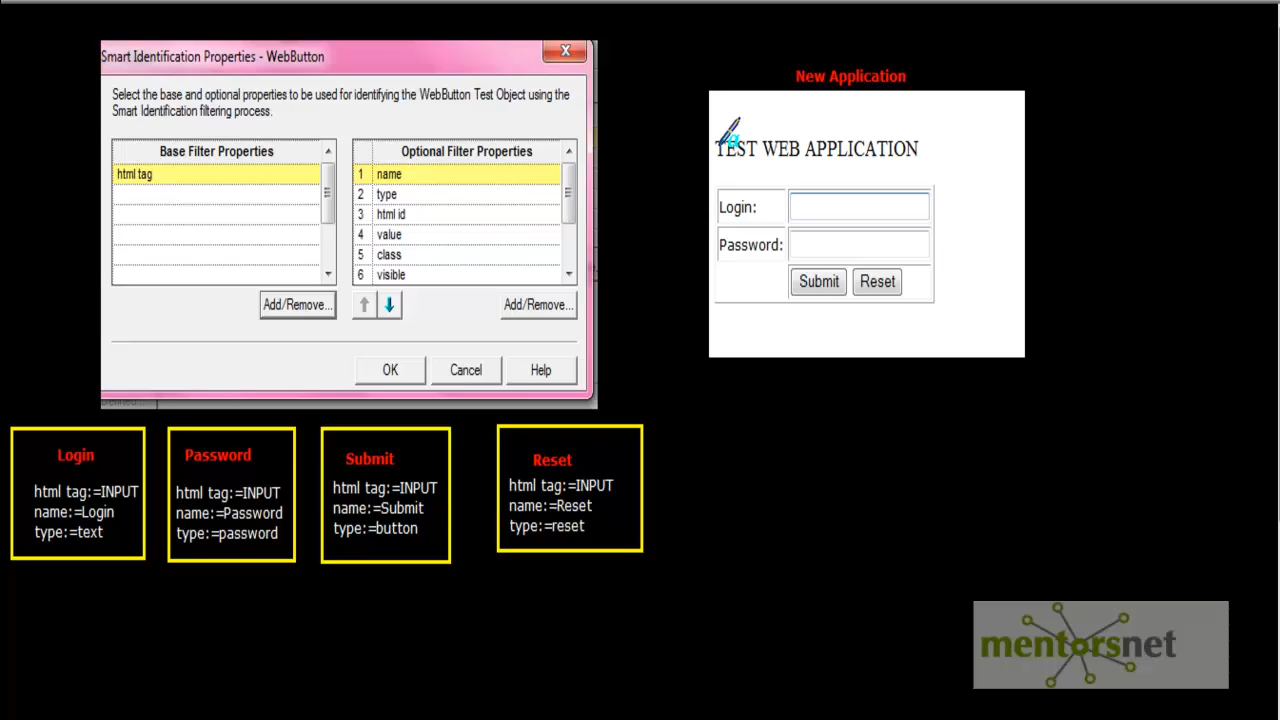 Smart Identification Properties - WebButton
X
Select the base and optional properties to be used for identifying the WebButton Test Object using the
Smart Identification filtering process.
Base Filter Properties
html tag
Optional Filter Properties
1 name
2 type
3 html id
4 value
5 class
6 visible
Add/Remove...
Add/Remove...
OK
Cancel
Help
New Application
TEST WEB APPLICATION
Login:
Password:
Submit
Reset
Login
html tag:=INPUT
name:=Login
type:=text
Password
html tag:=INPUT
name:=Password
type:=password
Submit
html tag:=INPUT
name:=Submit
type:=button
Reset
html tag:=INPUT
name:=Reset
type:=reset
mentorsnet